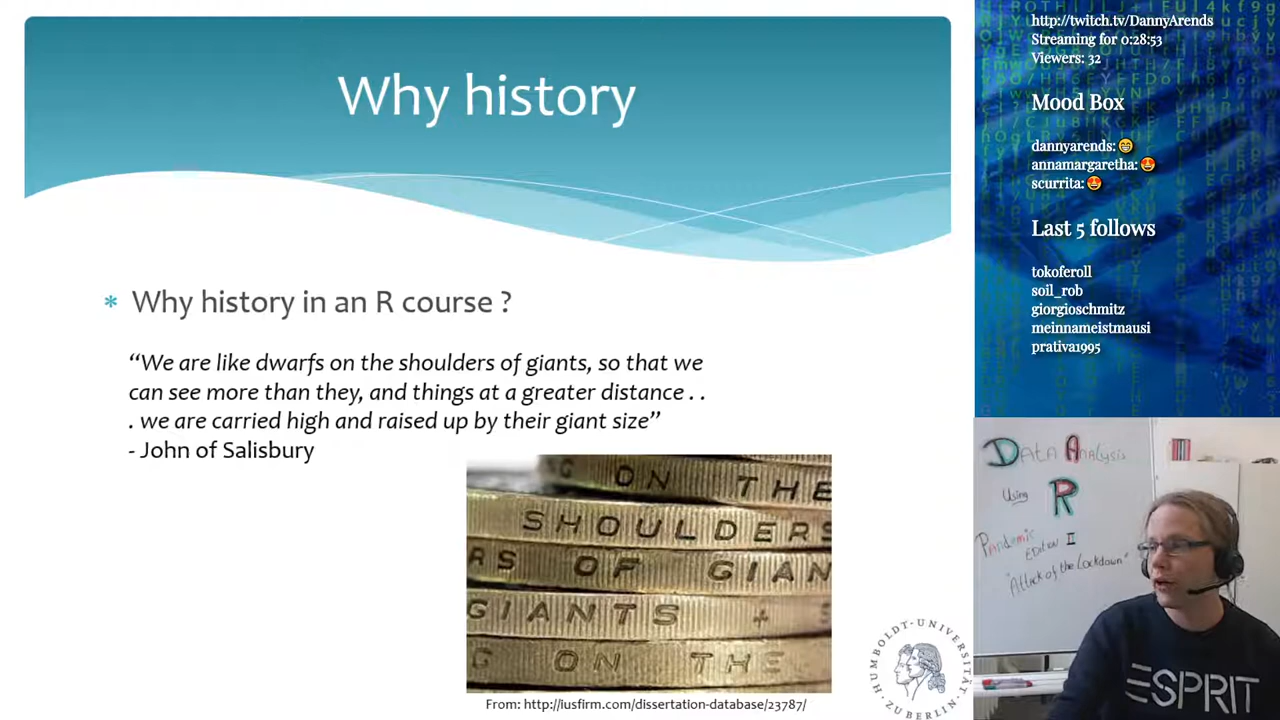 Why history
* Why history in an R course ?
“We are like dwarfs on the shoulders of giants, so that we
can see more than they, and things at a greater distance . .
. we are carried high and raised up by their giant size”
- John of Salisbury
G ON THE
SHOULDERS
RS OF GIAN
GIANTS + S
G ON THE
From: http://iusfirm.com/dissertation-database/23787/
HUMBOLDT-UNIVERSITÄT
ZU BERLIN
http://twitch.tv/DannyArends
Streaming for 0:28:53
Viewers: 32
Mood Box
dannyarends: 😁
annamargaretha: 😍
scurrita: 😍
Last 5 follows
tokoferoll
soil_rob
giorgioschmitz
meinnameistmausi
prativa1995
Data Analysis
Using R
Pandemic
Edition II
"Attack of the Lockdown"
ESPRIT